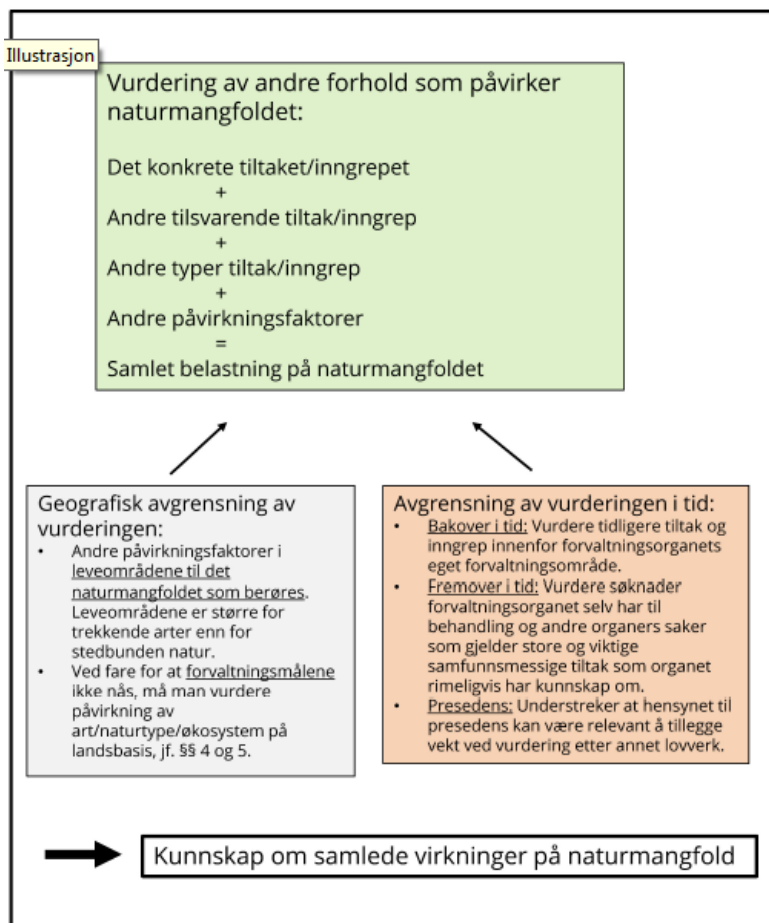 Illustrasjon
Vurdering av andre forhold som påvirker
naturmangfoldet:
Det konkrete tiltaket/inngrepet
+
Andre tilsvarende tiltak/inngrep
+
Andre typer tiltak/inngrep
+
Andre påvirkningsfaktorer
=
Samlet belastning på naturmangfoldet
Geografisk avgrensning av
vurderingen:
• Andre påvirkningsfaktorer i
leveområdene til det
naturmangfoldet som berøres.
Leveområdene er større for
trekkende arter enn for
stedbunden natur.
• Ved fare for at forvaltningsmålene
ikke nås, må man vurdere
påvirkning av
art/naturtype/økosystem på
landsbasis, jf. §§ 4 og 5.
Avgrensning av vurderingen i tid:
• Bakover i tid: Vurdere tidligere tiltak og
inngrep innenfor forvaltningsorganets
eget forvaltningsområde.
• Fremover i tid: Vurdere søknader
forvaltningsorganet selv har til
behandling og andre organers saker
som gjelder store og viktige
samfunnsmessige tiltak som organet
rimeligvis har kunnskap om.
• Presedens: Understreker at hensynet til
presedens kan være relevant å tillegge
vekt ved vurdering etter annet lovverk.
Kunnskap om samlede virkninger på naturmangfold